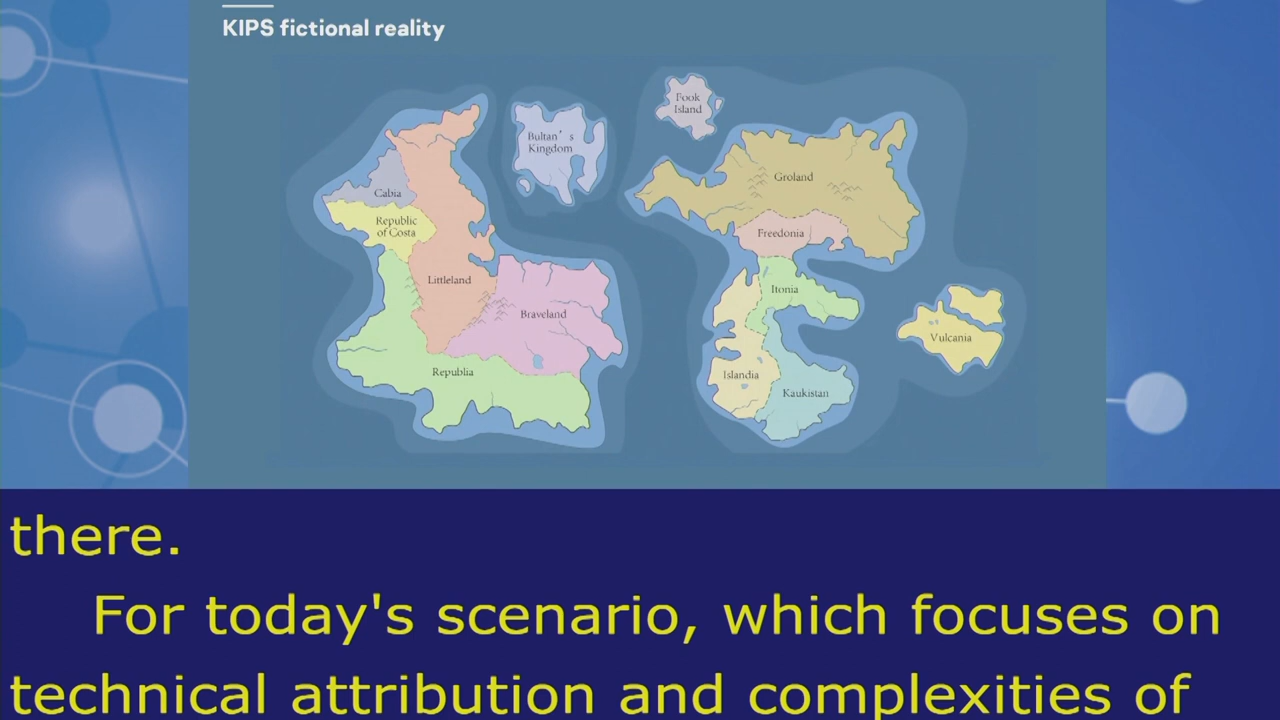 KIPS fictional reality
Fook
Island
Bultan's
Kingdom
Groland
Cabia
Republic
of Costa
Freedonia
Littleland
Itonia
Braveland
Vulcania
Republia
Islandia
Kaukistan
there.
For today's scenario, which focuses on
technical attribution and complexities of